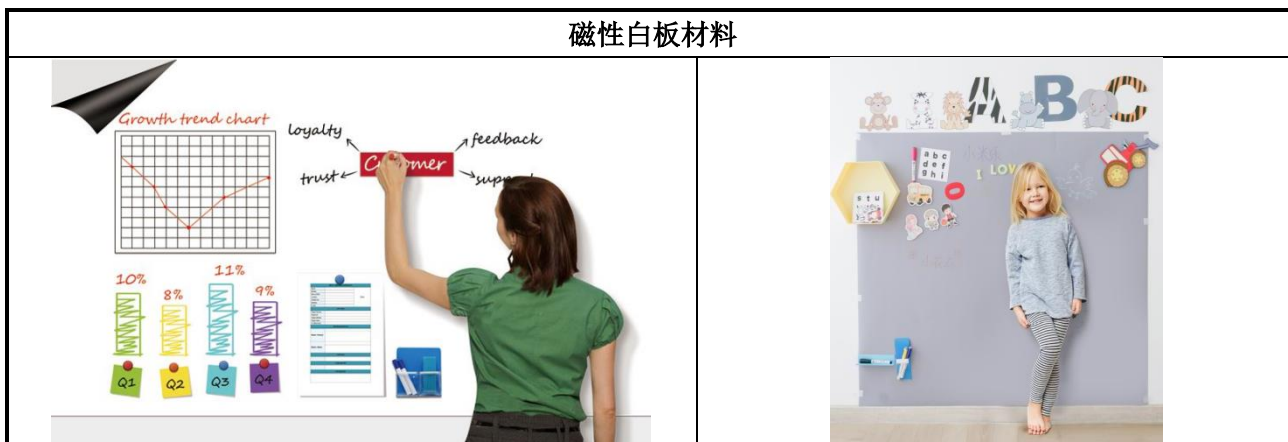 磁性白板材料
Growth trend chart
loyalty
feedback
Customer
trust
10%
8%
11%
9%
Q1
Q2
Q3
Q4
A B C
a b c
d e f
g h i
I LOV
s t u